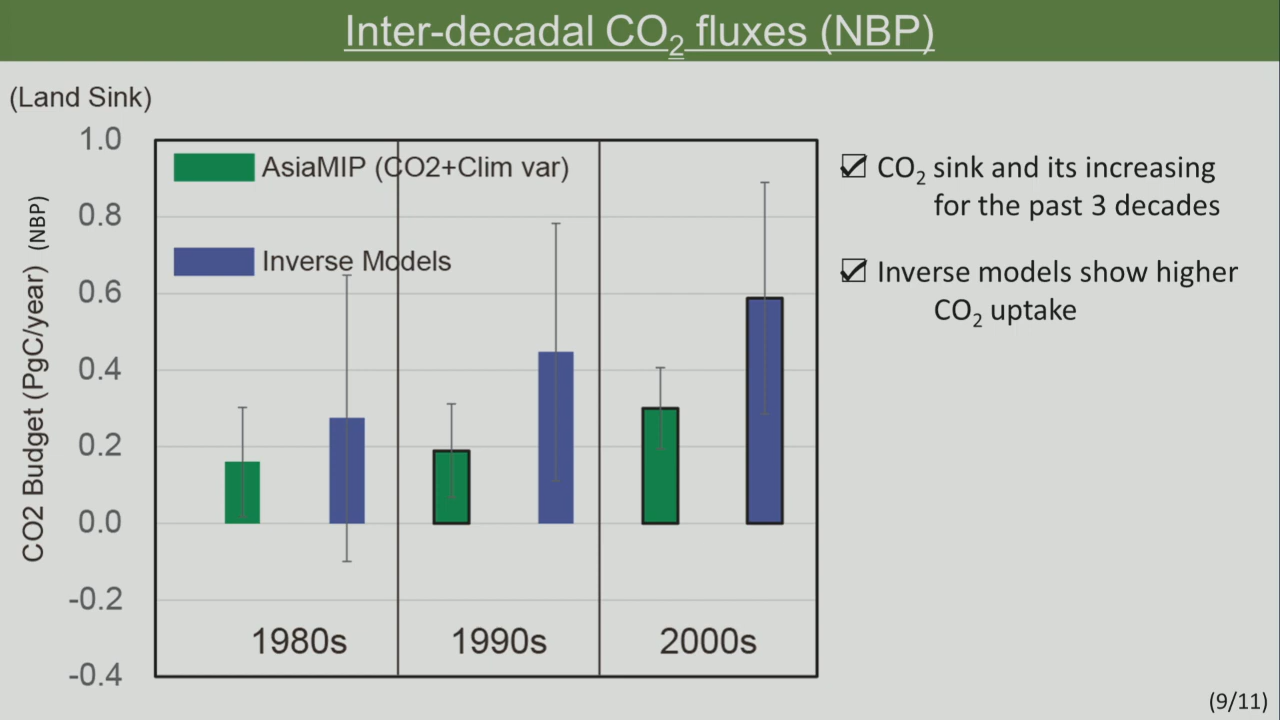 Inter-decadal CO₂ fluxes (NBP)
(Land Sink)
CO2 Budget (PgC/year) (NBP)
1.0
0.8
0.6
0.4
0.2
0.0
-0.2
-0.4
AsiaMIP (CO2+Clim var)
Inverse Models
1980s
1990s
2000s
☑ CO₂ sink and its increasing
for the past 3 decades
☑ Inverse models show higher
CO₂ uptake
(9/11)